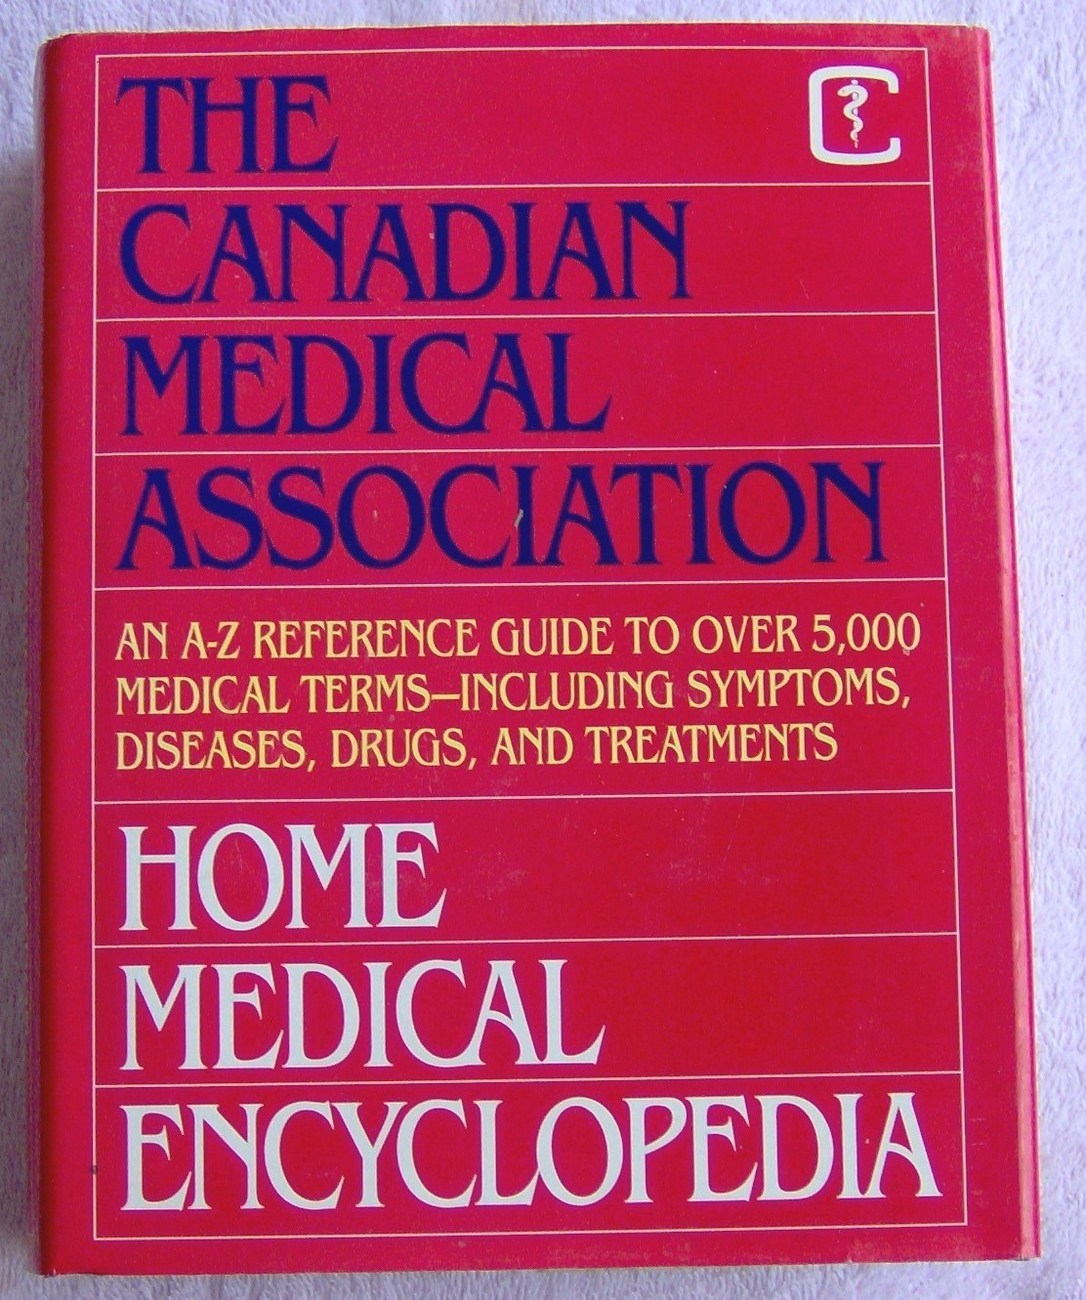 THE
CANADIAN
MEDICAL
ASSOCIATION
AN A-Z REFERENCE GUIDE TO OVER 5,000
MEDICAL TERMS—INCLUDING SYMPTOMS,
DISEASES, DRUGS, AND TREATMENTS
HOME
MEDICAL
ENCYCLOPEDIA